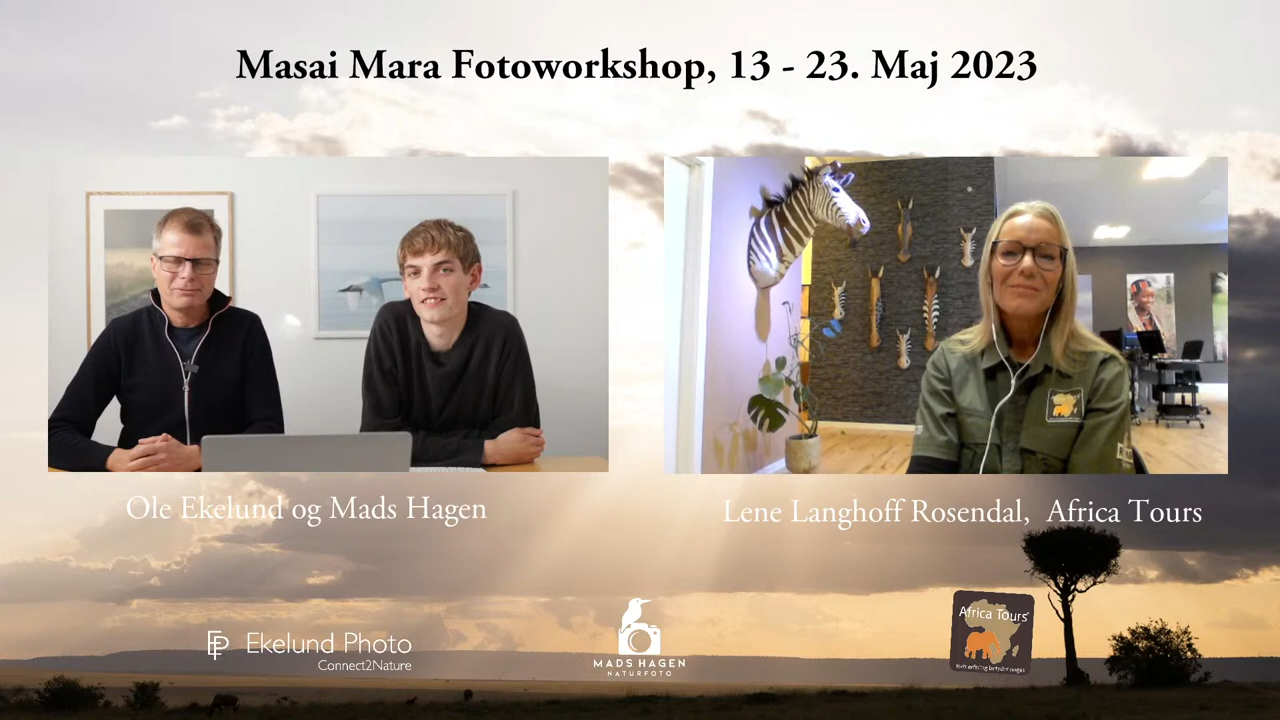 Masai Mara Fotoworkshop, 13 - 23. Maj 2023
Ole Ekelund og Mads Hagen
Lene Langhoff Rosendal, Africa Tours
EP Ekelund Photo
Connect2Nature
MADS HAGEN
NATURFOTO
Africa Tours